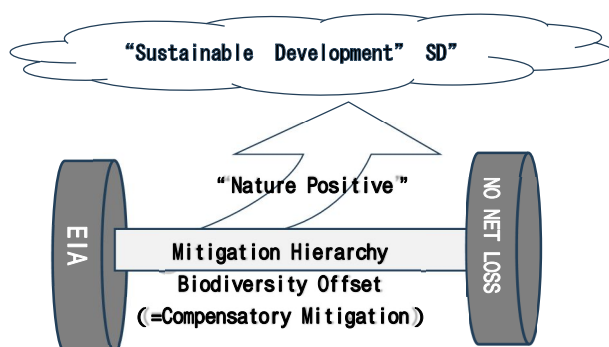 “Sustainable Development” SD”
“Nature Positive”
EIA
Mitigation Hierarchy
NO NET LOSS
Biodiversity Offset
(=Compensatory Mitigation)